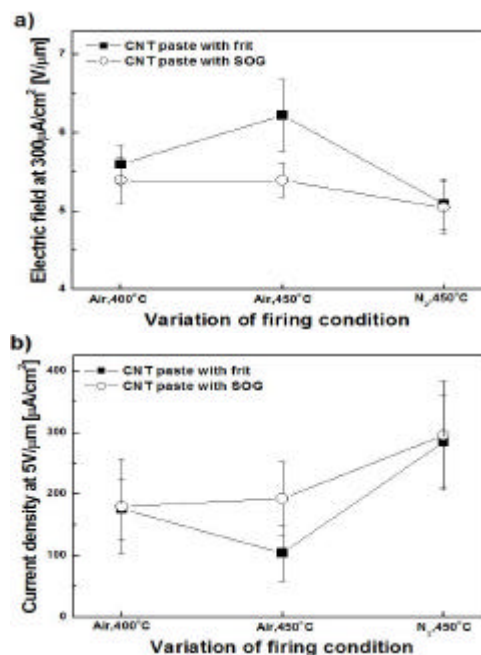 a)
CNT paste with frit
CNT paste with SOG
Electric field at 300μA/cm² [V/μm]
7
6
5
4
Air,400°C Air,450°C N₂,450°C
Variation of firing condition
b)
CNT paste with frit
CNT paste with SOG
Current density at 5V/μm [μA/cm²]
400
300
200
100
0
Air,400°C Air,450°C N₂,450°C
Variation of firing condition